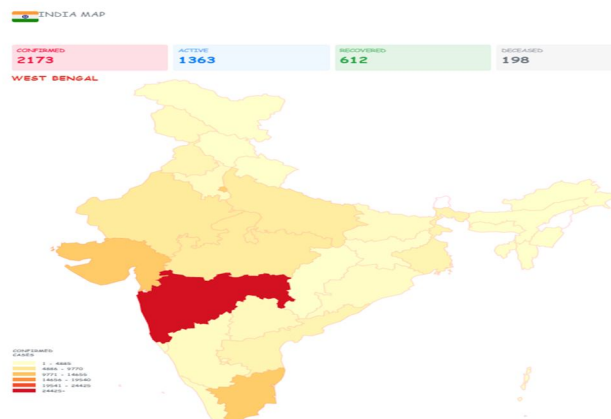 INDIA MAP
CONFIRMED
2173
ACTIVE
1363
RECOVERED
612
DECEASED
198
WEST BENGAL
CONFIRMED
CASES
1 - 4885
4886 - 9770
9771 - 14655
14656 - 19540
19541 - 24425
24425+